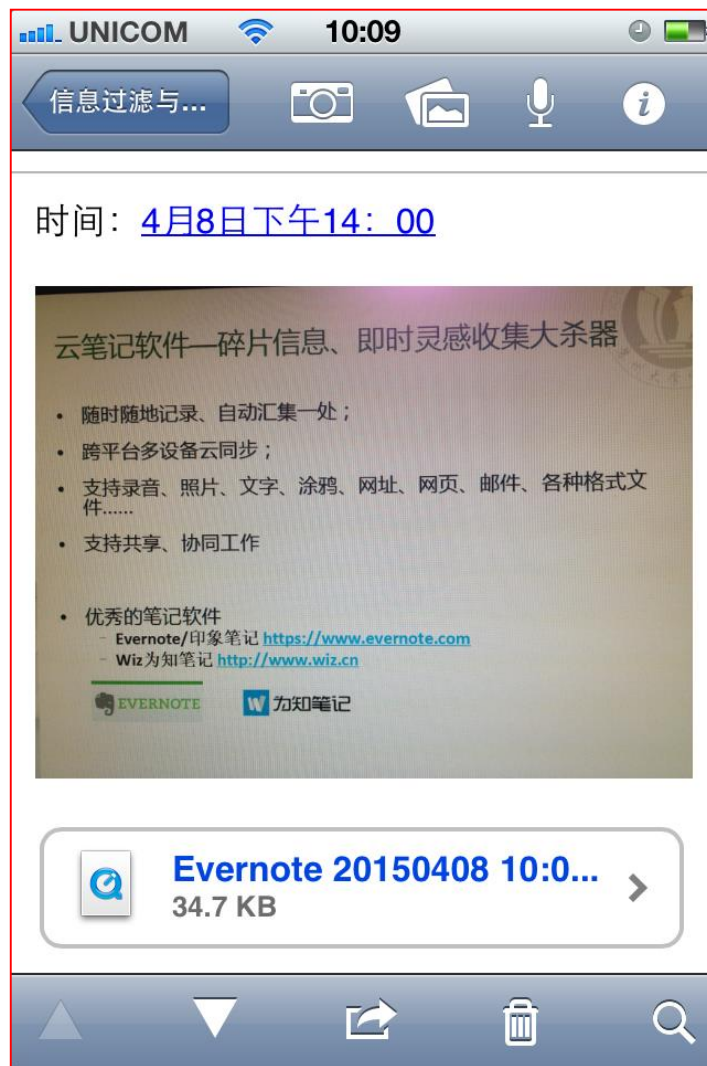 UNICOM 10:09
信息过滤与...
时间：4月8日下午14：00
云笔记软件—碎片信息、即时灵感收集大杀器
• 随时随地记录、自动汇集一处；
• 跨平台多设备云同步；
• 支持录音、照片、文字、涂鸦、网址、网页、邮件、各种格式文
件......
• 支持共享、协同工作
• 优秀的笔记软件
– Evernote/印象笔记 https://www.evernote.com
– Wiz为知笔记 http://www.wiz.cn
EVERNOTE W 为知笔记
Evernote 20150408 10:0...
34.7 KB